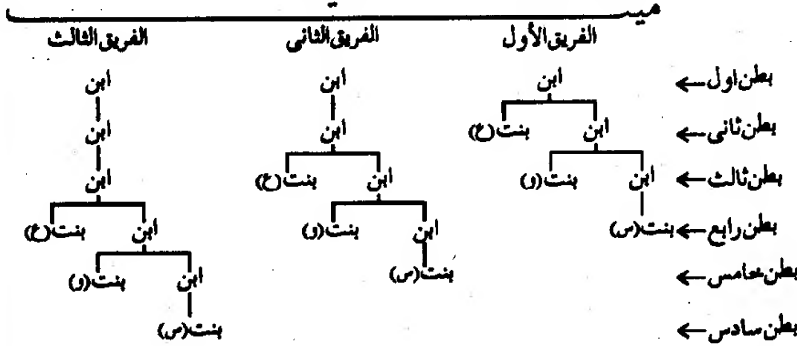 ميت
الفريق الأول الفريق الثانى الفريق الثالث
بطن اول ← ابن ابن ابن
بطن ثانى ← ابن بنت (ع) ابن ابن
بطن ثالث ← ابن بنت (و) ابن بنت (ع) ابن
بطن رابع ← بنت (س) ابن بنت (و) ابن بنت (ع)
بطن خامس ← بنت (س) ابن بنت (و)
بطن سادس ← بنت (س)